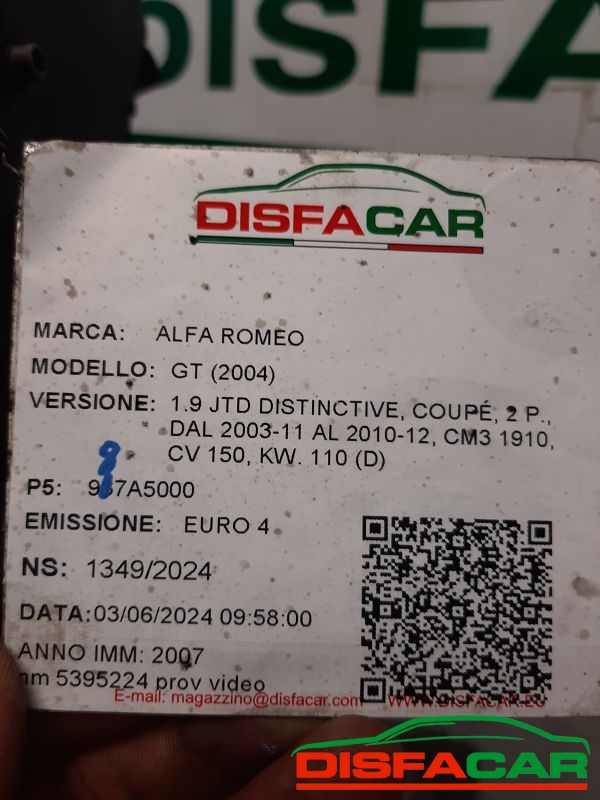 DISFA
DISFACAR
MARCA: ALFA ROMEO
MODELLO: GT (2004)
VERSIONE: 1.9 JTD DISTINCTIVE, COUPÉ, 2 P.,
DAL 2003-11 AL 2010-12, CM3 1910,
CV 150, KW. 110 (D)
9
P5: 937A5000
EMISSIONE: EURO 4
NS: 1349/2024
DATA:03/06/2024 09:58:00
ANNO IMM: 2007
nm 5395224 prov video
E-mail: magazzino@disfacar.com WWW.DISFACAR.EU
DISFACAR